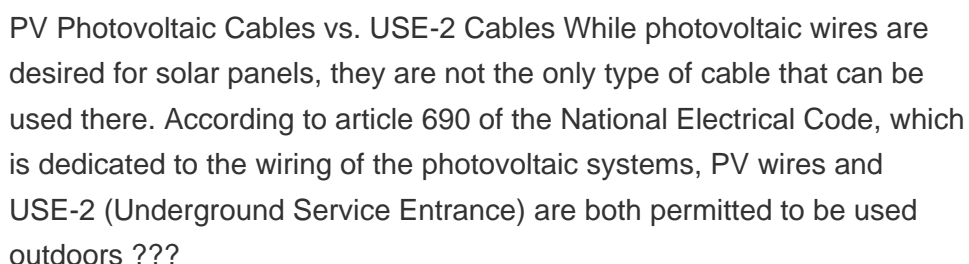 PV Photovoltaic Cables vs. USE-2 Cables While photovoltaic wires are
desired for solar panels, they are not the only type of cable that can be
used there. According to article 690 of the National Electrical Code, which
is dedicated to the wiring of the photovoltaic systems, PV wires and
USE-2 (Underground Service Entrance) are both permitted to be used
outdoors ???